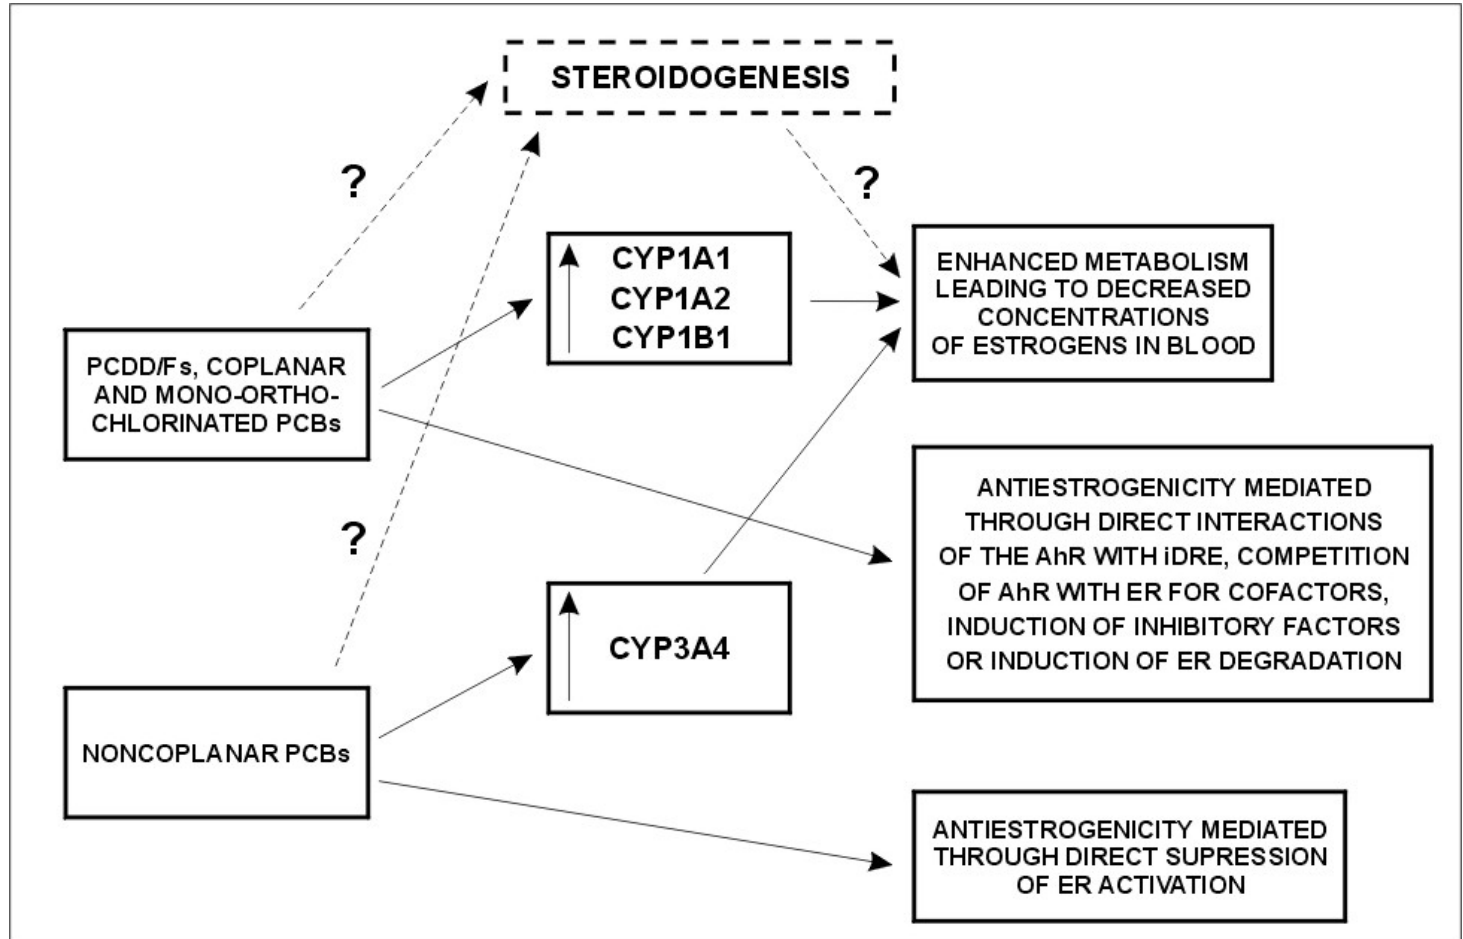 STEROIDOGENESIS
?
?
CYP1A1
CYP1A2
CYP1B1
ENHANCED METABOLISM
LEADING TO DECREASED
CONCENTRATIONS
OF ESTROGENS IN BLOOD
PCDD/Fs, COPLANAR
AND MONO-ORTHO-
CHLORINATED PCBs
ANTIESTROGENICITY MEDIATED
THROUGH DIRECT INTERACTIONS
OF THE AhR WITH iDRE, COMPETITION
OF AhR WITH ER FOR COFACTORS,
INDUCTION OF INHIBITORY FACTORS
OR INDUCTION OF ER DEGRADATION
?
CYP3A4
NONCOPLANAR PCBs
ANTIESTROGENICITY MEDIATED
THROUGH DIRECT SUPRESSION
OF ER ACTIVATION